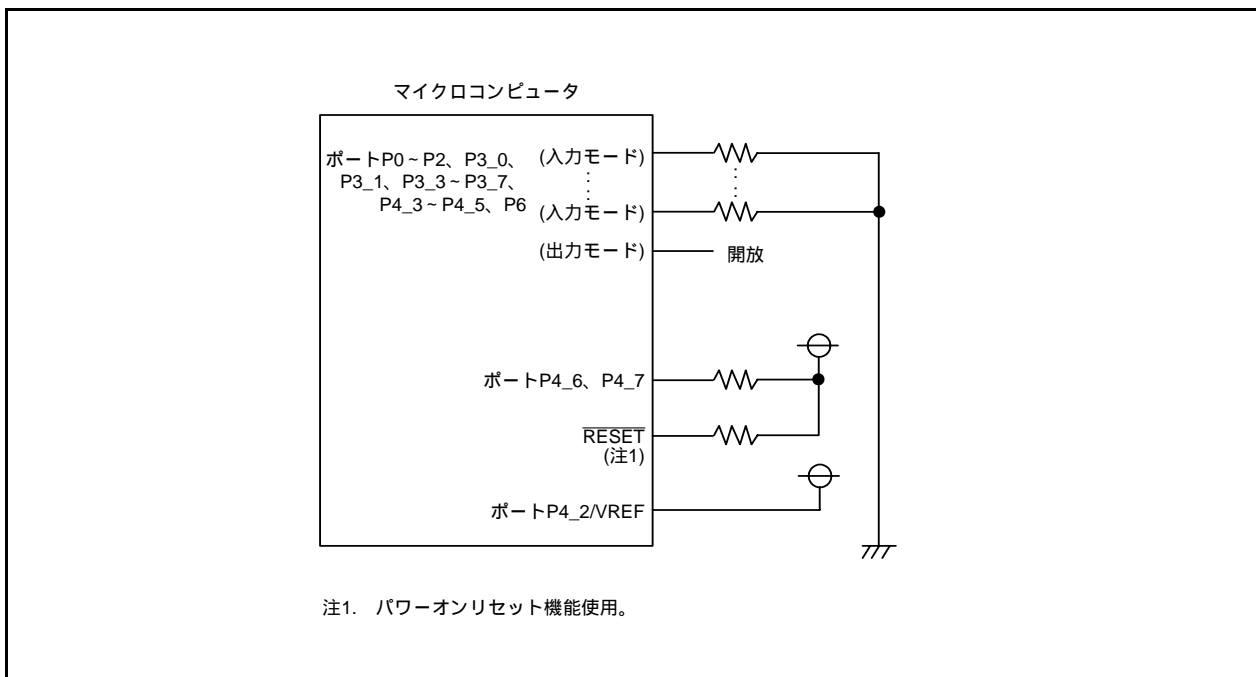 マイクロコンピュータ
ポートP0～P2、P3_0、 (入力モード)
P3_1、P3_3～P3_7、
P4_3～P4_5、P6 (入力モード)
(出力モード) 開放
ポートP4_6、P4_7
RESET
(注1)
ポートP4_2/VREF
注1. パワーオンリセット機能使用。